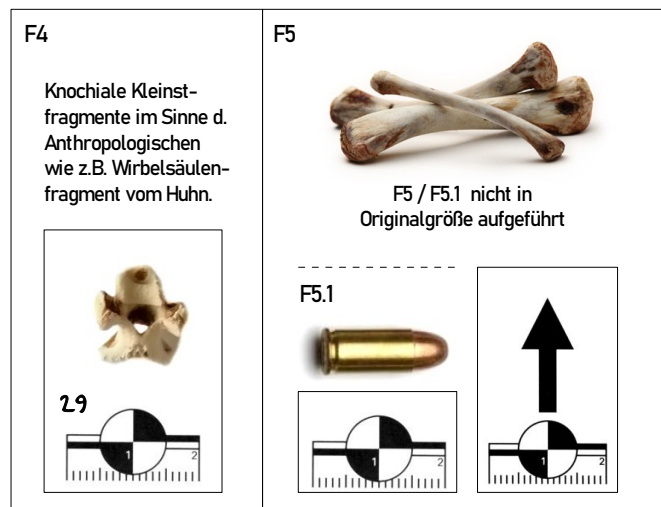 F4
Knochiale Kleinst-
fragmente im Sinne d.
Anthropologischen
wie z.B. Wirbelsäulen-
fragment vom Huhn.
29
1 2
F5
F5 / F5.1 nicht in
Originalgröße aufgeführt
F5.1
1 2
1 2